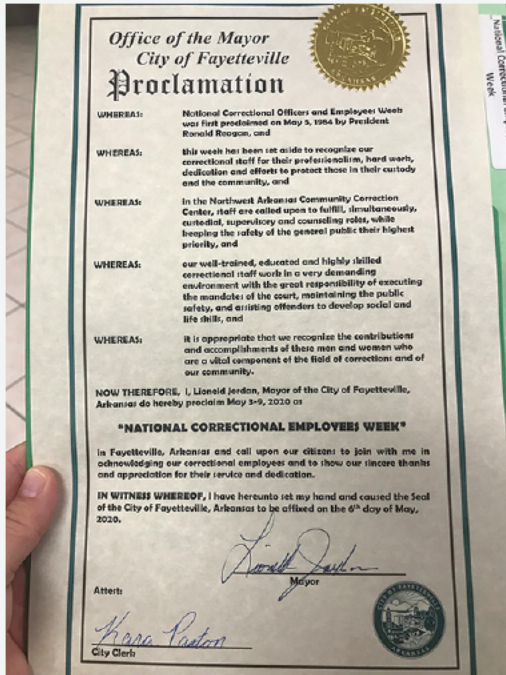 Office of the Mayor
City of Fayetteville
Proclamation
ARKANSAS
WHEREAS: National Correctional Officers and Employees Week
was first proclaimed on May 5, 1984 by President
Ronald Reagan, and
WHEREAS: this week has been set aside to recognize our
correctional staff for their professionalism, hard work,
dedication and efforts to protect those in their custody
and the community, and
WHEREAS: in the Northwest Arkansas Community Correction
Center, staff are called upon to fulfill, simultaneously,
custodial, supervisory and counseling roles, while
keeping the safety of the general public their highest
priority, and
WHEREAS: our well-trained, educated and highly skilled
correctional staff work in a very demanding
environment with the great responsibility of executing
the mandates of the court, maintaining the public
safety, and assisting offenders to develop social and
life skills, and
WHEREAS: it is appropriate that we recognize the contributions
and accomplishments of these men and women who
are a vital component of the field of corrections and of
our community.
NOW THEREFORE, I, Lioneld Jordan, Mayor of the City of Fayetteville,
Arkansas do hereby proclaim May 3-9, 2020 as
"NATIONAL CORRECTIONAL EMPLOYEES WEEK"
in Fayetteville, Arkansas and call upon our citizens to join with me in
acknowledging our correctional employees and to show our sincere thanks
and appreciation for their service and dedication.
IN WITNESS WHEREOF, I have hereunto set my hand and caused the Seal
of the City of Fayetteville, Arkansas to be affixed on the 6th day of May,
2020.
Lioneld Jordan
Mayor
Attest:
Kara Paxton
City Clerk
CITY OF FAYETTEVILLE
ARKANSAS
National Correctional
Week